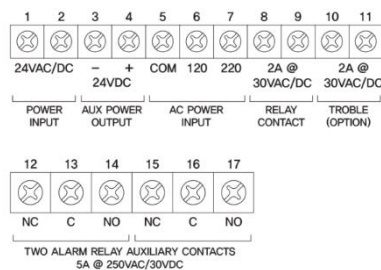 1 2 3 4 5 6 7 8 9 10 11
24VAC/DC − + COM 120 220 2A @ 2A @
24VDC 30VAC/DC 30VAC/DC
POWER AUX POWER AC POWER RELAY TROBLE
INPUT OUTPUT INPUT CONTACT (OPTION)
12 13 14 15 16 17
NC C NO NC C NO
TWO ALARM RELAY AUXILIARY CONTACTS
5A @ 250VAC/30VDC